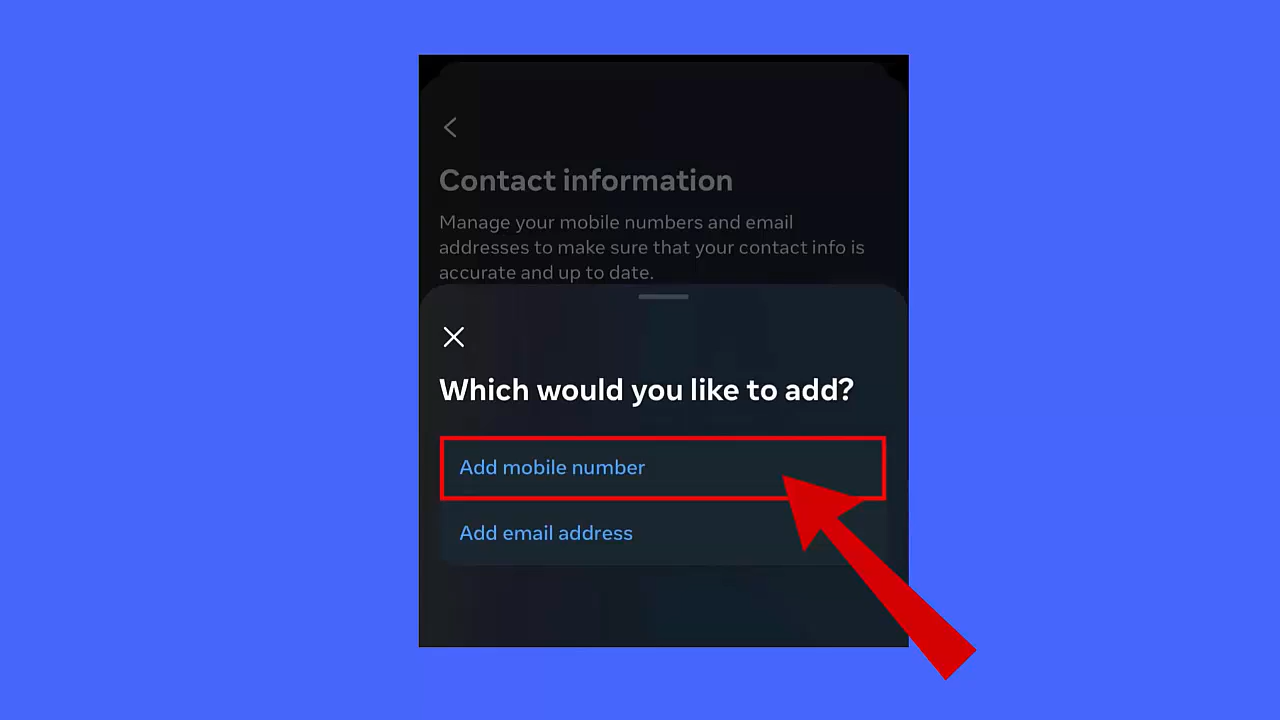 Contact information
Manage your mobile numbers and email
addresses to make sure that your contact info is
accurate and up to date.
Which would you like to add?
Add mobile number
Add email address